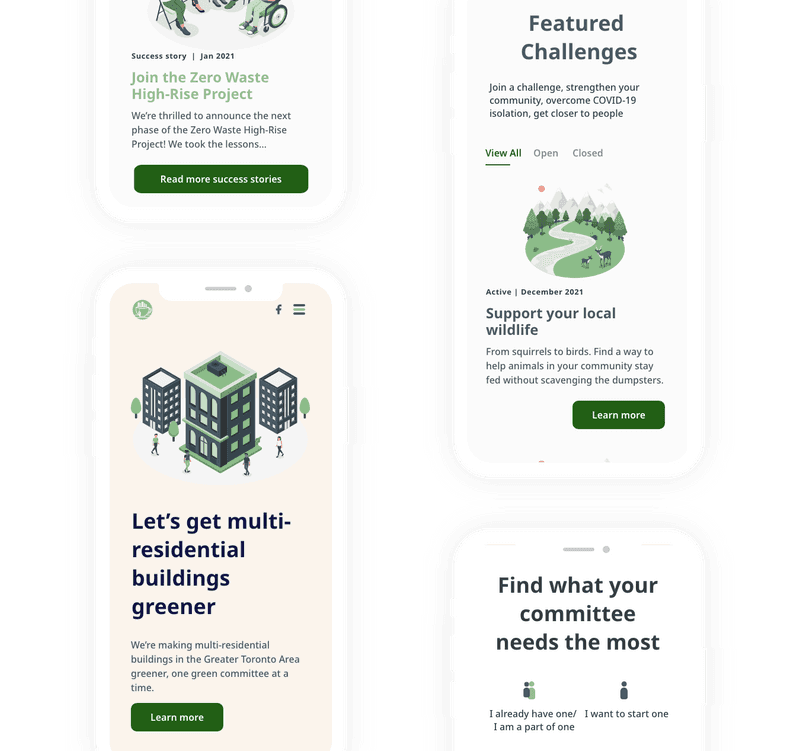 Success story | Jan 2021
Join the Zero Waste
High-Rise Project
We're thrilled to announce the next
phase of the Zero Waste High-Rise
Project! We took the lessons...
Read more success stories
Let's get multi-
residential
buildings
greener
We're making multi-residential
buildings in the Greater Toronto Area
greener, one green committee at a
time.
Learn more
Featured
Challenges
Join a challenge, strengthen your
community, overcome COVID-19
isolation, get closer to people
View All Open Closed
Active | December 2021
Support your local
wildlife
From squirrels to birds. Find a way to
help animals in your community stay
fed without scavenging the dumpsters.
Learn more
Find what your
committee
needs the most
I already have one/ I want to start one
I am a part of one